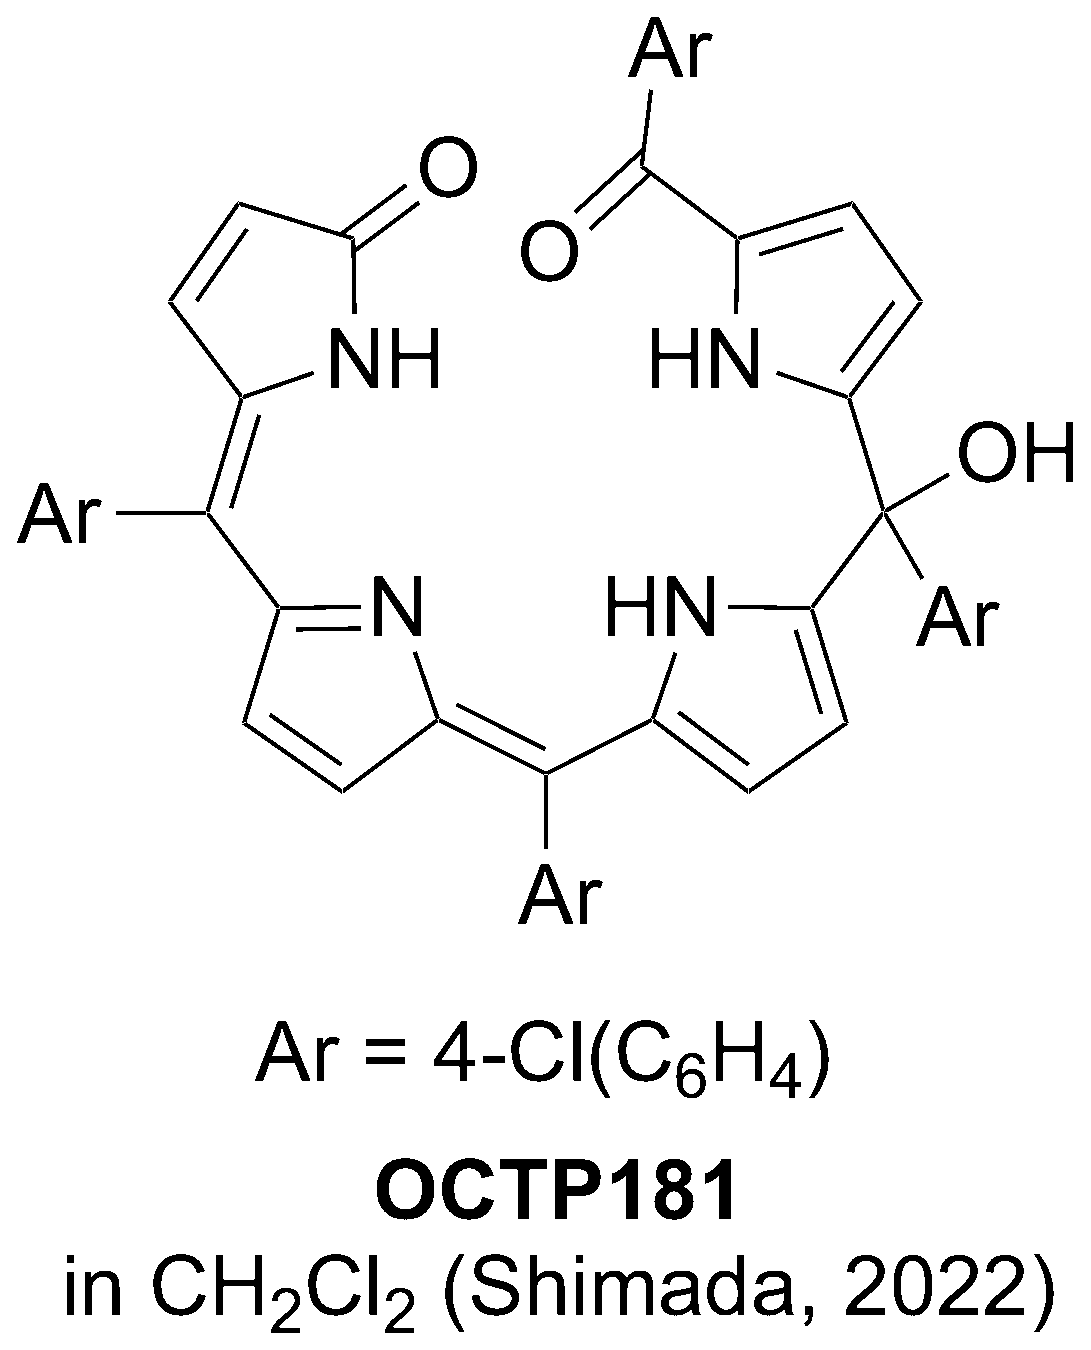 Ar
O
O
NH
HN
OH
Ar
N
HN
Ar
Ar
Ar = 4-Cl(C₆H₄)
OCTP181
in CH₂Cl₂ (Shimada, 2022)